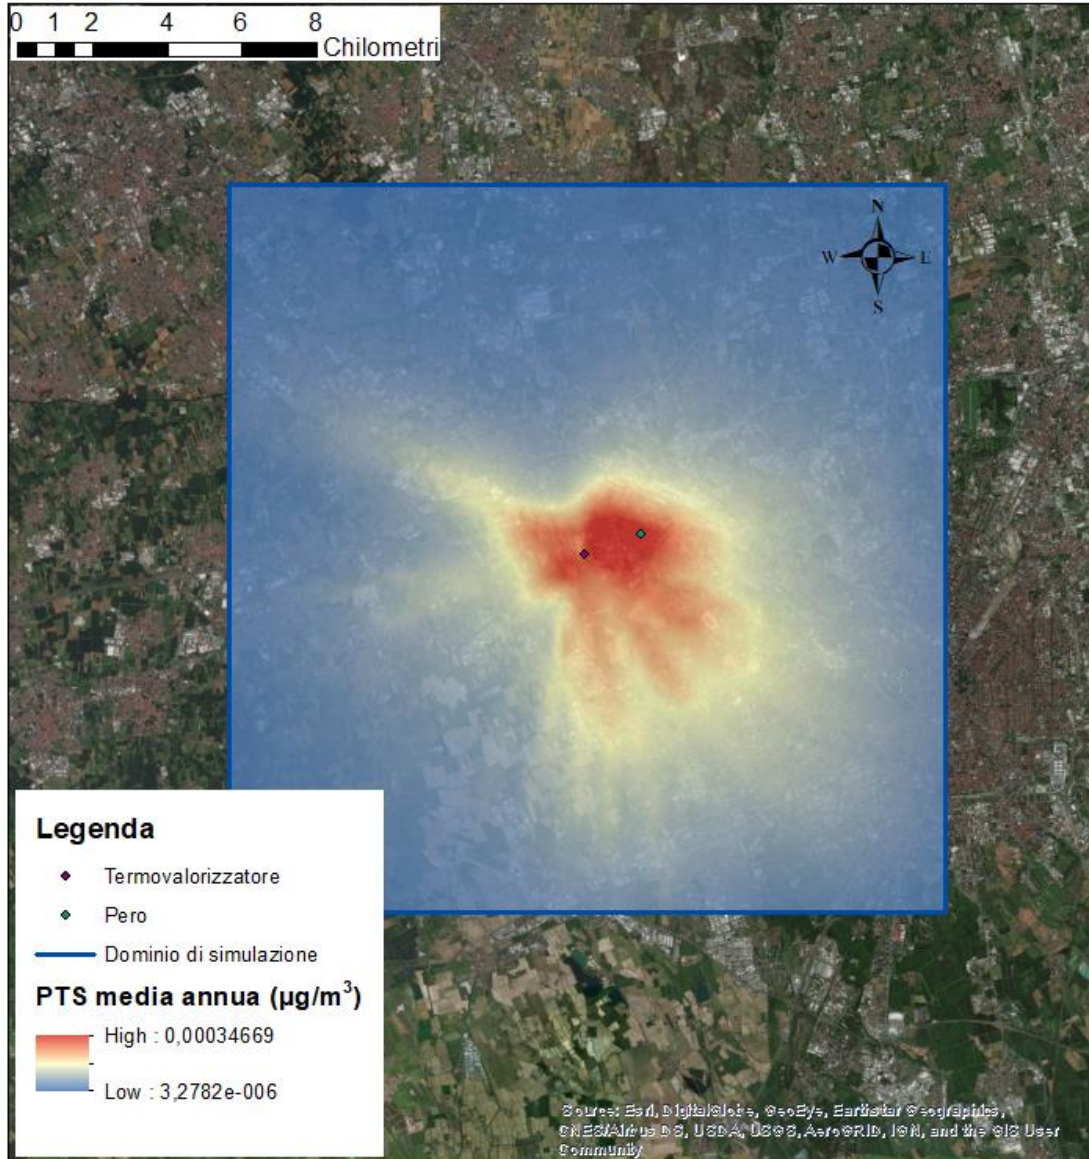 0 1 2 4 6 8
Chilometri
N
W E
S
Legenda
Termovalorizzatore
Pero
Dominio di simulazione
PTS media annua (µg/m³)
High : 0,00034669
Low : 3,2782e-006
Source: Esri, DigitalGlobe, GeoEye, Earthstar Geographics,
CNES/Airbus DS, USDA, USGS, AeroGRID, IGN, and the GIS User
Community